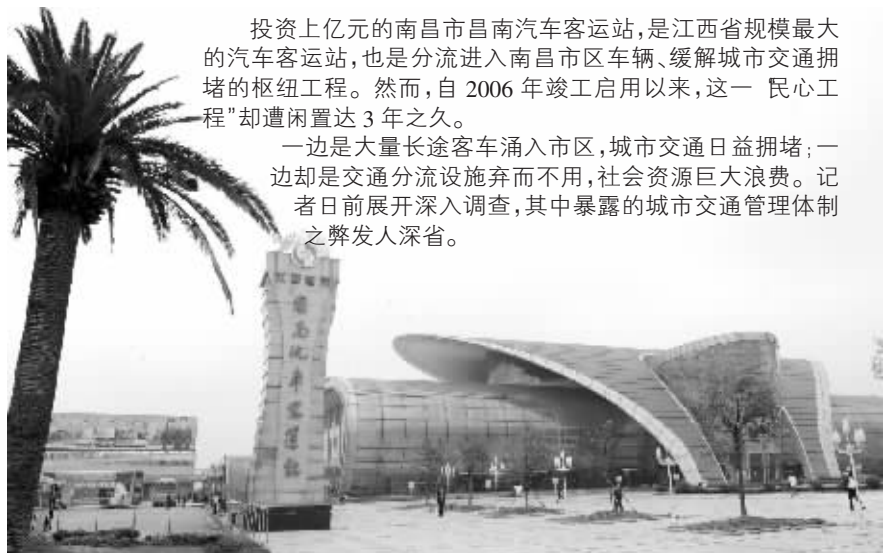 投资上亿元的南昌市昌南汽车客运站，是江西省规模最大
的汽车客运站，也是分流进入南昌市区车辆、缓解城市交通拥
堵的枢纽工程。然而，自 2006 年竣工启用以来，这一 民心工
程”却遭闲置达 3 年之久。
一边是大量长途客车涌入市区，城市交通日益拥堵；一
边却是交通分流设施弃而不用，社会资源巨大浪费。记
者日前展开深入调查，其中暴露的城市交通管理体制
之弊发人深省。